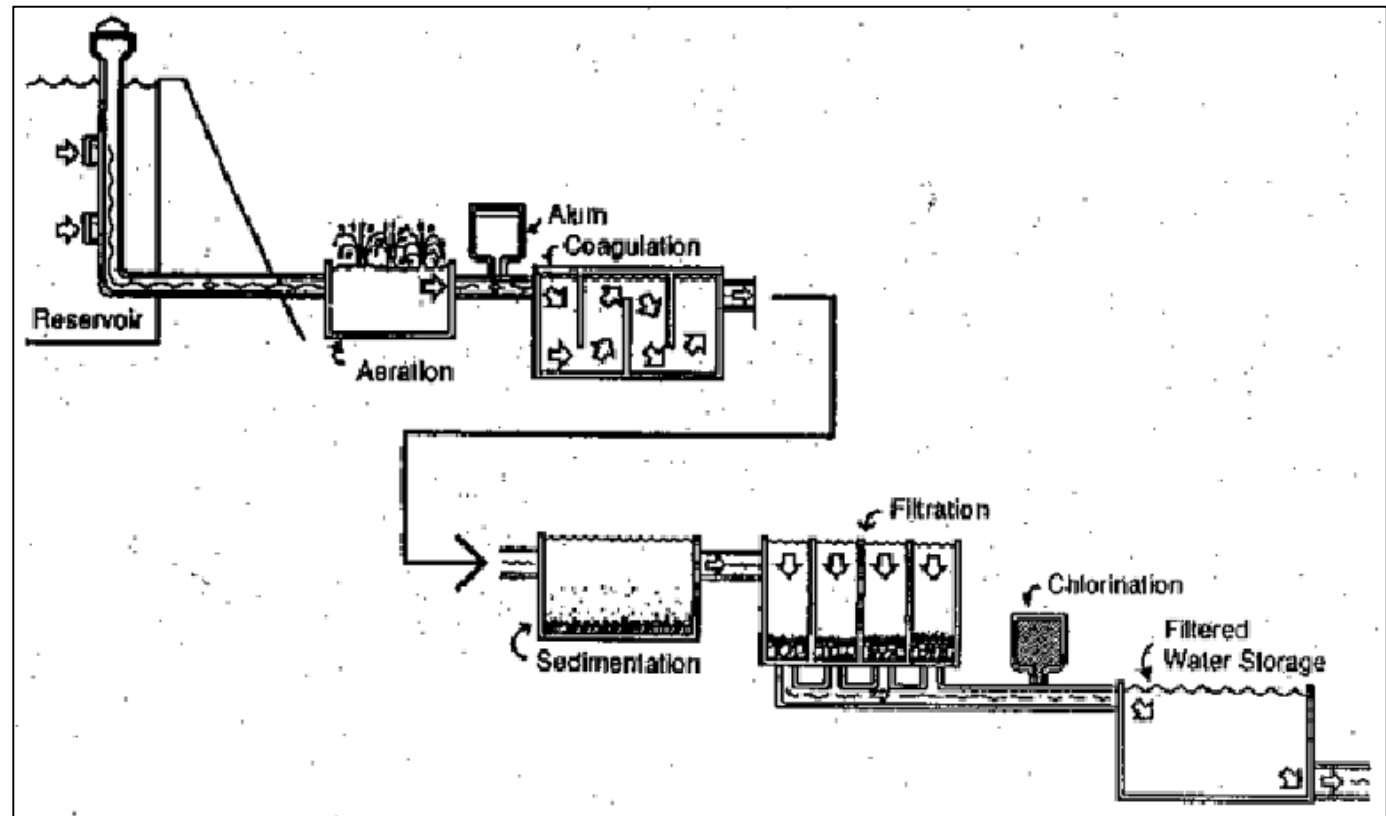 Alum
Coagulation
Reservoir
Aeration
Filtration
Chlorination
Sedimentation
Filtered
Water Storage